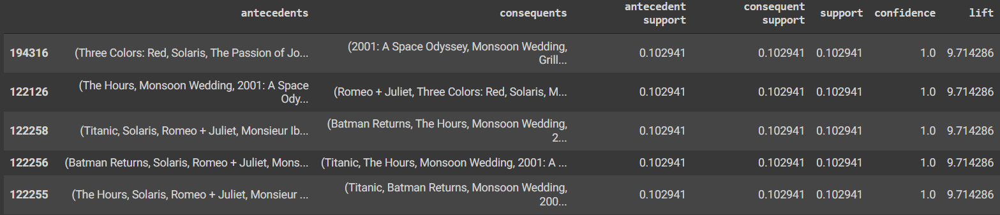 antecedents consequents antecedent support consequent support support confidence lift
194316 (Three Colors: Red, Solaris, The Passion of Jo... (2001: A Space Odyssey, Monsoon Wedding, Grill... 0.102941 0.102941 0.102941 1.0 9.714286
122126 (The Hours, Monsoon Wedding, 2001: A Space Ody... (Romeo + Juliet, Three Colors: Red, Solaris, M... 0.102941 0.102941 0.102941 1.0 9.714286
122258 (Titanic, Solaris, Romeo + Juliet, Monsieur Ib... (Batman Returns, The Hours, Monsoon Wedding, 2... 0.102941 0.102941 0.102941 1.0 9.714286
122256 (Batman Returns, Solaris, Romeo + Juliet, Mons... (Titanic, The Hours, Monsoon Wedding, 2001: A ... 0.102941 0.102941 0.102941 1.0 9.714286
122255 (The Hours, Solaris, Romeo + Juliet, Monsieur ... (Titanic, Batman Returns, Monsoon Wedding, 200... 0.102941 0.102941 0.102941 1.0 9.714286